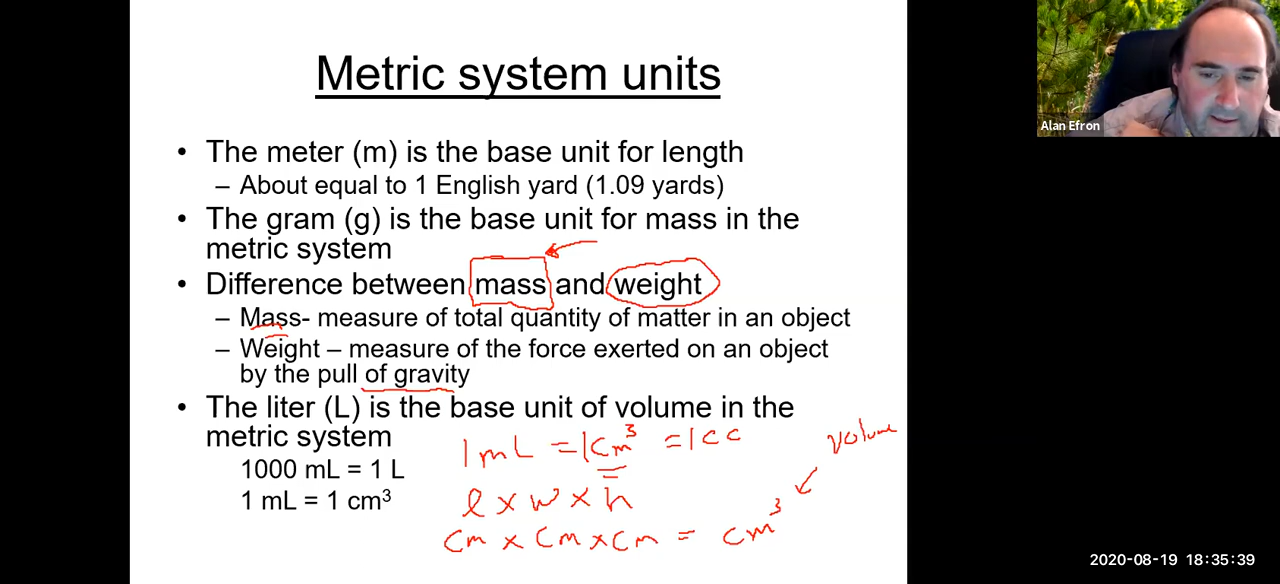 Metric system units
• The meter (m) is the base unit for length
– About equal to 1 English yard (1.09 yards)
• The gram (g) is the base unit for mass in the
metric system
• Difference between mass and weight
– Mass- measure of total quantity of matter in an object
– Weight – measure of the force exerted on an object
by the pull of gravity
• The liter (L) is the base unit of volume in the
metric system
1000 mL = 1 L
1 mL = 1 cm³
1 mL = 1cm³ = 1cc
l x w x h
cm x cm x cm = cm³
volume
Alan Efron
2020-08-19 18:35:39